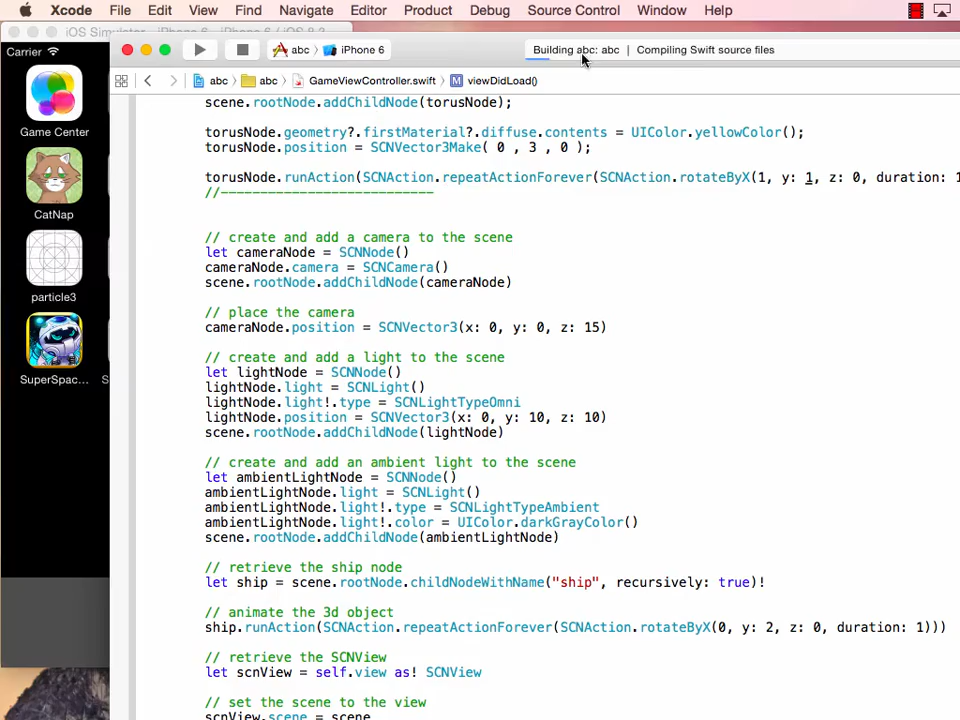 Xcode File Edit View Find Navigate Editor Product Debug Source Control Window Help
Carrier
abc iPhone 6
Building abc: abc | Compiling Swift source files
abc abc GameViewController.swift M viewDidLoad()
Game Center
CatNap
particle3
SuperSpac...
scene.rootNode.addChildNode(torusNode);
torusNode.geometry?.firstMaterial?.diffuse.contents = UIColor.yellowColor();
torusNode.position = SCNVector3Make( 0 , 3 , 0 );
torusNode.runAction(SCNAction.repeatActionForever(SCNAction.rotateByX(1, y: 1, z: 0, duration: 1
//---------------------------
// create and add a camera to the scene
let cameraNode = SCNNode()
cameraNode.camera = SCNCamera()
scene.rootNode.addChildNode(cameraNode)
// place the camera
cameraNode.position = SCNVector3(x: 0, y: 0, z: 15)
// create and add a light to the scene
let lightNode = SCNNode()
lightNode.light = SCNLight()
lightNode.light!.type = SCNLightTypeOmni
lightNode.position = SCNVector3(x: 0, y: 10, z: 10)
scene.rootNode.addChildNode(lightNode)
// create and add an ambient light to the scene
let ambientLightNode = SCNNode()
ambientLightNode.light = SCNLight()
ambientLightNode.light!.type = SCNLightTypeAmbient
ambientLightNode.light!.color = UIColor.darkGrayColor()
scene.rootNode.addChildNode(ambientLightNode)
// retrieve the ship node
let ship = scene.rootNode.childNodeWithName("ship", recursively: true)!
// animate the 3d object
ship.runAction(SCNAction.repeatActionForever(SCNAction.rotateByX(0, y: 2, z: 0, duration: 1)))
// retrieve the SCNView
let scnView = self.view as! SCNView
// set the scene to the view
scnView.scene = scene